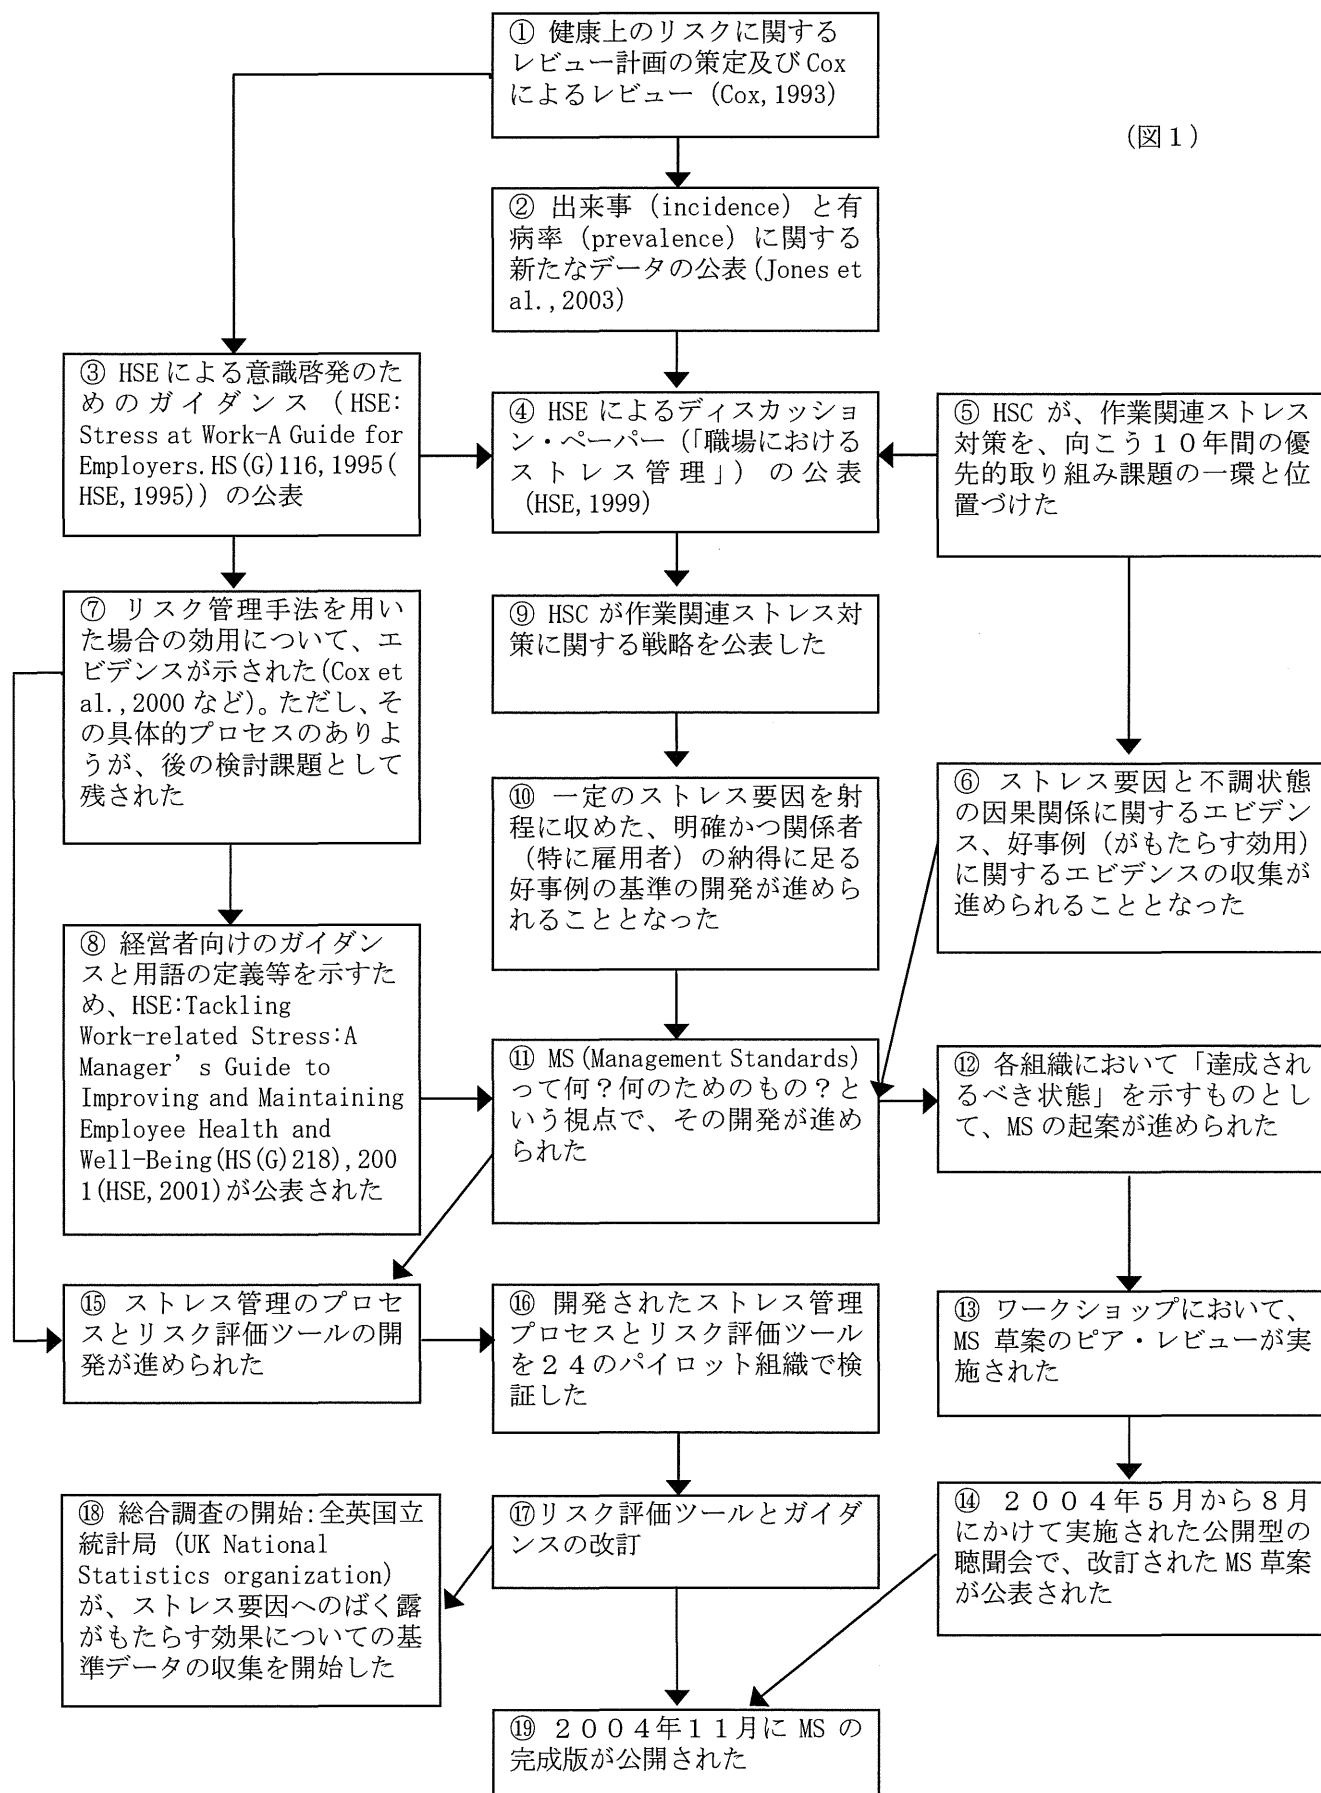 ① 健康上のリスクに関する
レビュー計画の策定及び Cox
によるレビュー（Cox,1993）
（図１）
② 出来事（incidence）と有
病率（prevalence）に関する
新たなデータの公表(Jones et
al.,2003)
③ HSE による意識啓発のた
めのガイダンス（HSE:
Stress at Work-A Guide for
Employers.HS(G)116,1995(
HSE,1995)）の公表
④ HSE によるディスカッショ
ン・ペーパー（「職場における
ストレス管理」）の公表
（HSE,1999）
⑤ HSC が、作業関連ストレス
対策を、向こう１０年間の優
先的取り組み課題の一環と位
置づけた
⑦ リスク管理手法を用い
た場合の効用について、エ
ビデンスが示された(Cox et
al.,2000 など)。ただし、そ
の具体的プロセスのありよ
うが、後の検討課題として
残された
⑨ HSC が作業関連ストレス対
策に関する戦略を公表した
⑥ ストレス要因と不調状態
の因果関係に関するエビデン
ス、好事例（がもたらす効用）
に関するエビデンスの収集が
進められることとなった
⑩ 一定のストレス要因を射
程に収めた、明確かつ関係者
（特に雇用者）の納得に足る
好事例の基準の開発が進めら
れることとなった
⑧ 経営者向けのガイダン
スと用語の定義等を示すた
め、HSE:Tackling
Work-related Stress:A
Manager’s Guide to
Improving and Maintaining
Employee Health and
Well-Being(HS(G)218),200
1(HSE,2001)が公表された
⑪ MS(Management Standards)
って何？何のためのもの？と
いう視点で、その開発が進め
られた
⑫ 各組織において「達成され
るべき状態」を示すものとし
て、MS の起案が進められた
⑮ ストレス管理のプロセ
スとリスク評価ツールの開
発が進められた
⑯ 開発されたストレス管理
プロセスとリスク評価ツール
を２４のパイロット組織で検
証した
⑬ ワークショップにおいて、
MS 草案のピア・レビューが実
施された
⑱ 総合調査の開始:全英国立
統計局（UK National
Statistics organization）
が、ストレス要因へのばく露
がもたらす効果についての基
準データの収集を開始した
⑰リスク評価ツールとガイダ
ンスの改訂
⑭ ２００４年５月から８月
にかけて実施された公開型の
聴聞会で、改訂された MS 草案
が公表された
⑲ ２００４年１１月に MS の
完成版が公開された